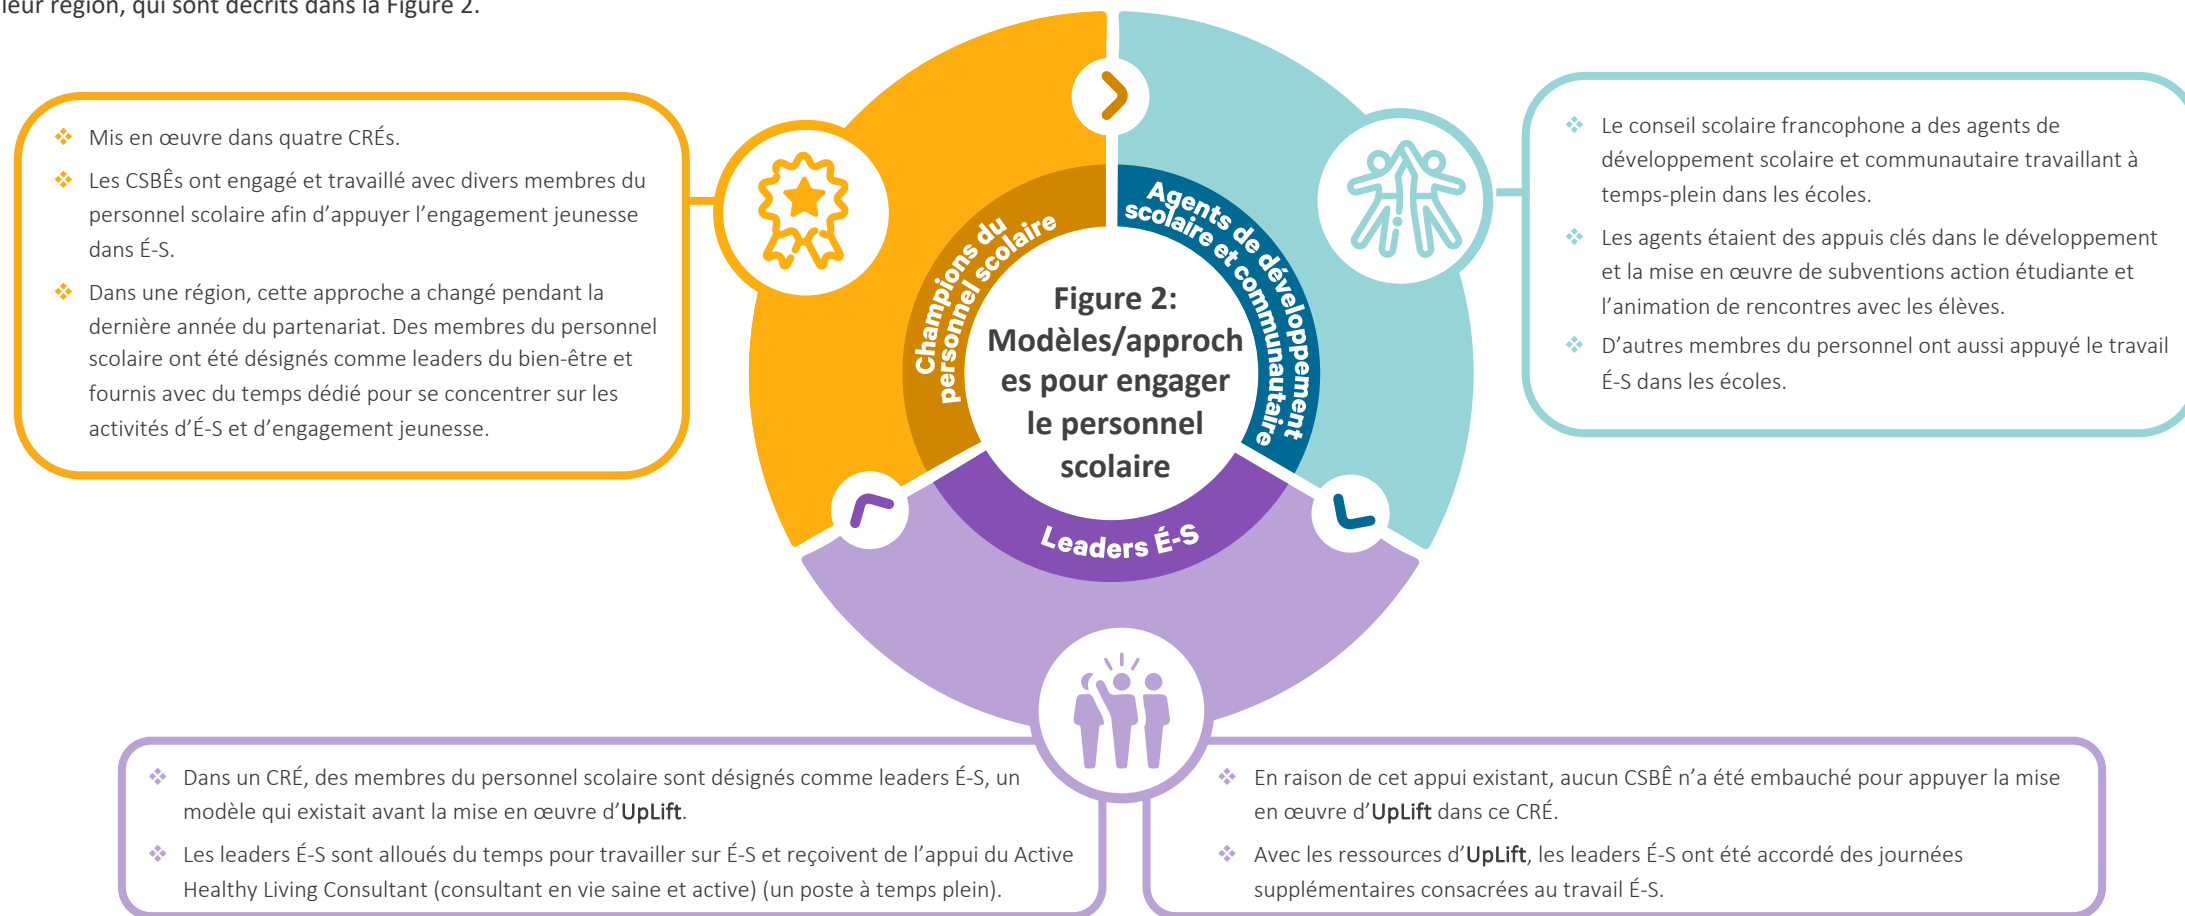 leur région, qui sont décrits dans la Figure 2.
❖ Mis en œuvre dans quatre CRÉs.
❖ Les CSBÊs ont engagé et travaillé avec divers membres du
personnel scolaire afin d’appuyer l’engagement jeunesse
dans É-S.
❖ Dans une région, cette approche a changé pendant la
dernière année du partenariat. Des membres du personnel
scolaire ont été désignés comme leaders du bien-être et
fournis avec du temps dédié pour se concentrer sur les
activités d’É-S et d’engagement jeunesse.
Champions du
personnel scolaire
Agents de développement
scolaire et communautaire
Figure 2:
Modèles/approch
es pour engager
le personnel
scolaire
Leaders É-S
❖ Le conseil scolaire francophone a des agents de
développement scolaire et communautaire travaillant à
temps-plein dans les écoles.
❖ Les agents étaient des appuis clés dans le développement
et la mise en œuvre de subventions action étudiante et
l’animation de rencontres avec les élèves.
❖ D’autres membres du personnel ont aussi appuyé le travail
É-S dans les écoles.
❖ Dans un CRÉ, des membres du personnel scolaire sont désignés comme leaders É-S, un
modèle qui existait avant la mise en œuvre d’UpLift.
❖ Les leaders É-S sont alloués du temps pour travailler sur É-S et reçoivent de l’appui du Active
Healthy Living Consultant (consultant en vie saine et active) (un poste à temps plein).
❖ En raison de cet appui existant, aucun CSBÊ n’a été embauché pour appuyer la mise
en œuvre d’UpLift dans ce CRÉ.
❖ Avec les ressources d’UpLift, les leaders É-S ont été accordé des journées
supplémentaires consacrées au travail É-S.